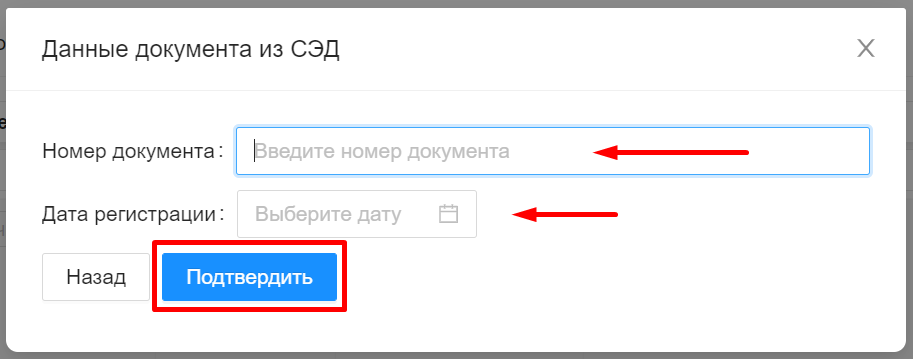 Данные документа из СЭД
Номер документа: Введите номер документа
Дата регистрации: Выберите дату
Назад Подтвердить